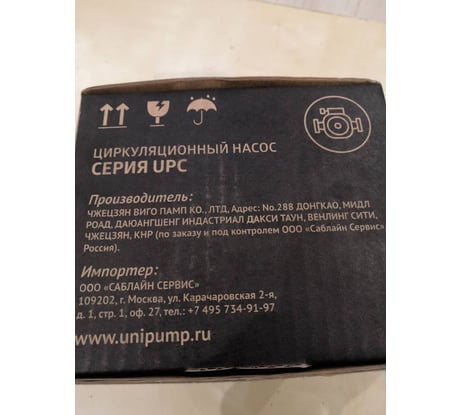 ЦИРКУЛЯЦИОННЫЙ НАСОС
СЕРИЯ UPC
Производитель:
ЧЖЕЦЗЯН ВИГО ПАМП КО., ЛТД, Адрес: No.288 ДОНГКАО, МИДЛ
РОАД, ДАЮАНГШЕНГ ИНДАСТРИАЛ ДАКСИ ТАУН, ВЕНЛИНГ СИТИ,
ЧЖЕЦЗЯН, КНР (по заказу и под контролем ООО «Саблайн Сервис»
Россия).
Импортер:
ООО «САБЛАЙН СЕРВИС»
109202, г. Москва, ул. Карачаровская 2-я,
д. 1, стр. 1, оф. 27, тел.: +7 495 734-91-97
www.unipump.ru